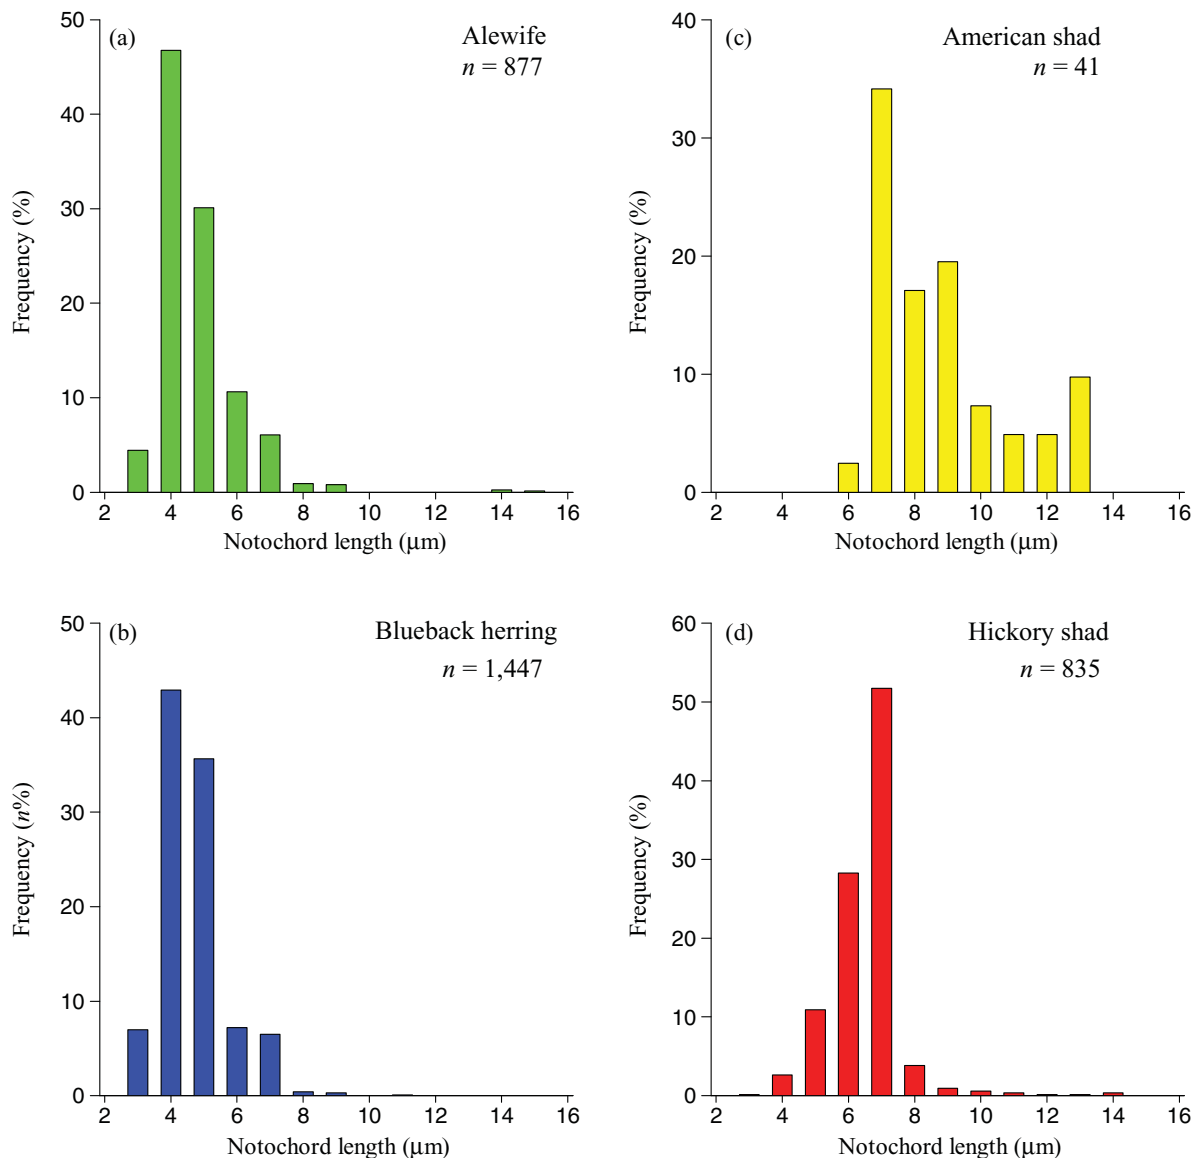 (a)
Alewife
n = 877
50
40
30
20
10
0
Frequency (%)
2 4 6 8 10 12 14 16
Notochord length (μm)
(c)
American shad
n = 41
40
30
20
10
0
Frequency (%)
2 4 6 8 10 12 14 16
Notochord length (μm)
(b)
Blueback herring
n = 1,447
50
40
30
20
10
0
Frequency (n%)
2 4 6 8 10 12 14 16
Notochord length (μm)
(d)
Hickory shad
n = 835
60
50
40
30
20
10
0
Frequency (%)
2 4 6 8 10 12 14 16
Notochord length (μm)